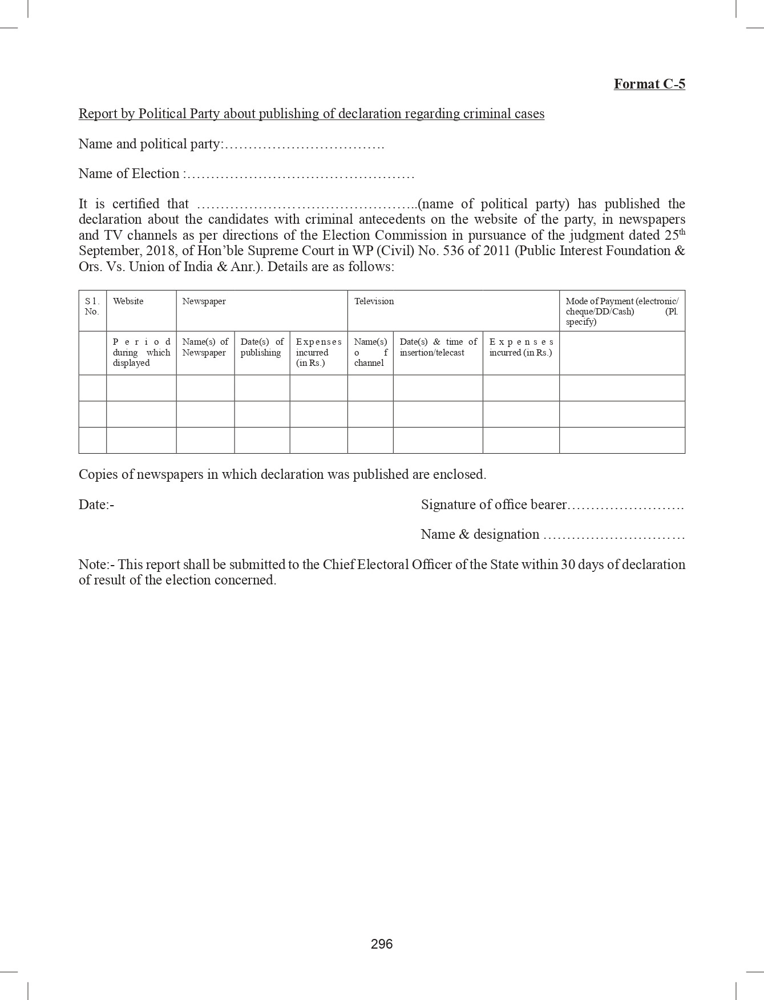 Format C-5
Report by Political Party about publishing of declaration regarding criminal cases
Name and political party:…………………………….
Name of Election :…………………………………………
It is certified that ………………………………………..(name of political party) has published the
declaration about the candidates with criminal antecedents on the website of the party, in newspapers
and TV channels as per directions of the Election Commission in pursuance of the judgment dated 25th
September, 2018, of Hon’ble Supreme Court in WP (Civil) No. 536 of 2011 (Public Interest Foundation &
Ors. Vs. Union of India & Anr.). Details are as follows:
Sl. No. Website Newspaper Television Mode of Payment (electronic/
cheque/DD/Cash) (Pl.
specify)
Period during which displayed
Name(s) of Newspaper
Date(s) of publishing
Expenses incurred (in Rs.)
Name(s) of channel
Date(s) & time of insertion/telecast
Expenses incurred (in Rs.)
Copies of newspapers in which declaration was published are enclosed.
Date:- Signature of office bearer…………………….
Name & designation …………………………
Note:- This report shall be submitted to the Chief Electoral Officer of the State within 30 days of declaration
of result of the election concerned.
296